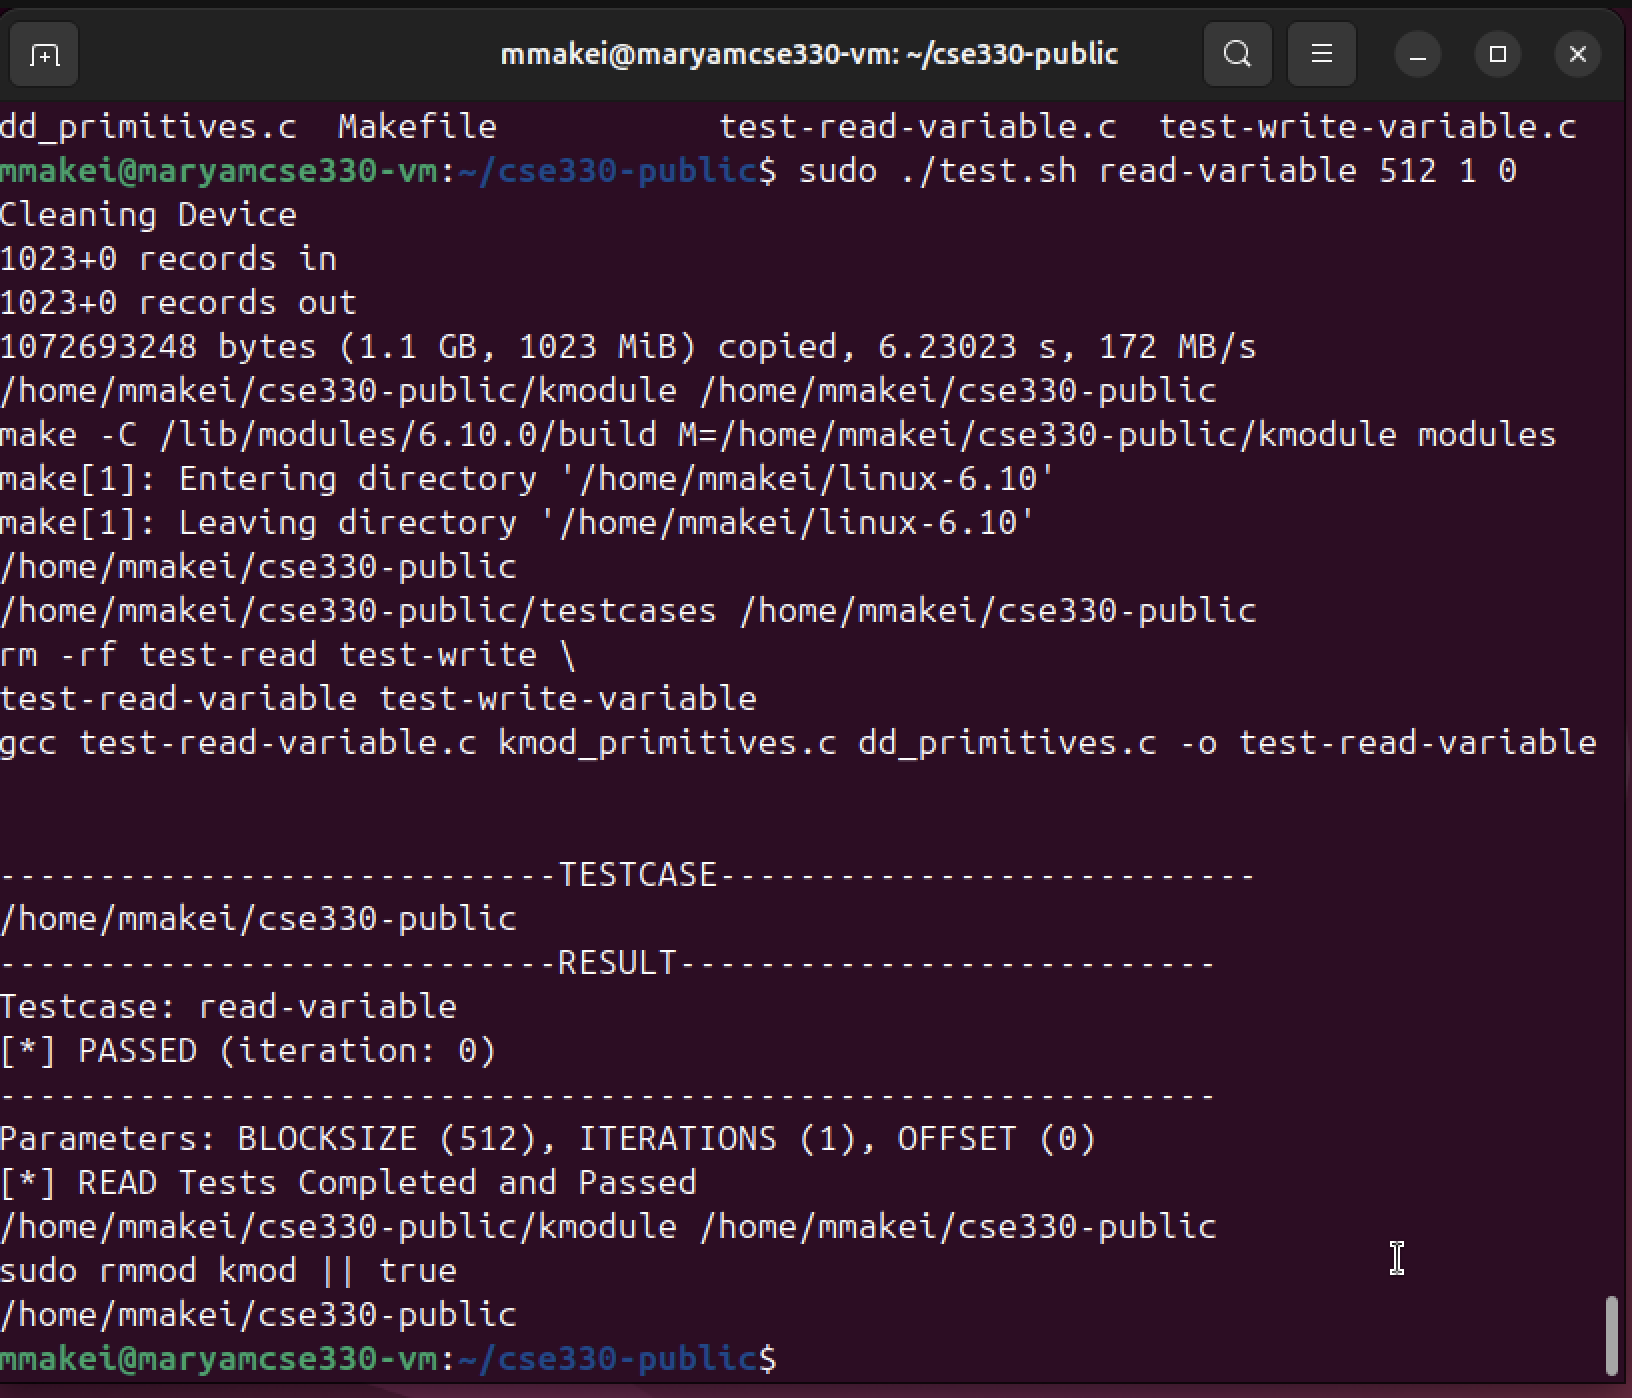 mmakei@maryamcse330-vm: ~/cse330-public
dd_primitives.c  Makefile           test-read-variable.c  test-write-variable.c
mmakei@maryamcse330-vm:~/cse330-public$ sudo ./test.sh read-variable 512 1 0
Cleaning Device
1023+0 records in
1023+0 records out
1072693248 bytes (1.1 GB, 1023 MiB) copied, 6.23023 s, 172 MB/s
/home/mmakei/cse330-public/kmodule /home/mmakei/cse330-public
make -C /lib/modules/6.10.0/build M=/home/mmakei/cse330-public/kmodule modules
make[1]: Entering directory '/home/mmakei/linux-6.10'
make[1]: Leaving directory '/home/mmakei/linux-6.10'
/home/mmakei/cse330-public
/home/mmakei/cse330-public/testcases /home/mmakei/cse330-public
rm -rf test-read test-write \
test-read-variable test-write-variable
gcc test-read-variable.c kmod_primitives.c dd_primitives.c -o test-read-variable
----------------------------TESTCASE---------------------------
/home/mmakei/cse330-public
----------------------------RESULT---------------------------
Testcase: read-variable
[*] PASSED (iteration: 0)
-------------------------------------------------------------
Parameters: BLOCKSIZE (512), ITERATIONS (1), OFFSET (0)
[*] READ Tests Completed and Passed
/home/mmakei/cse330-public/kmodule /home/mmakei/cse330-public
sudo rmmod kmod || true
/home/mmakei/cse330-public
mmakei@maryamcse330-vm:~/cse330-public$